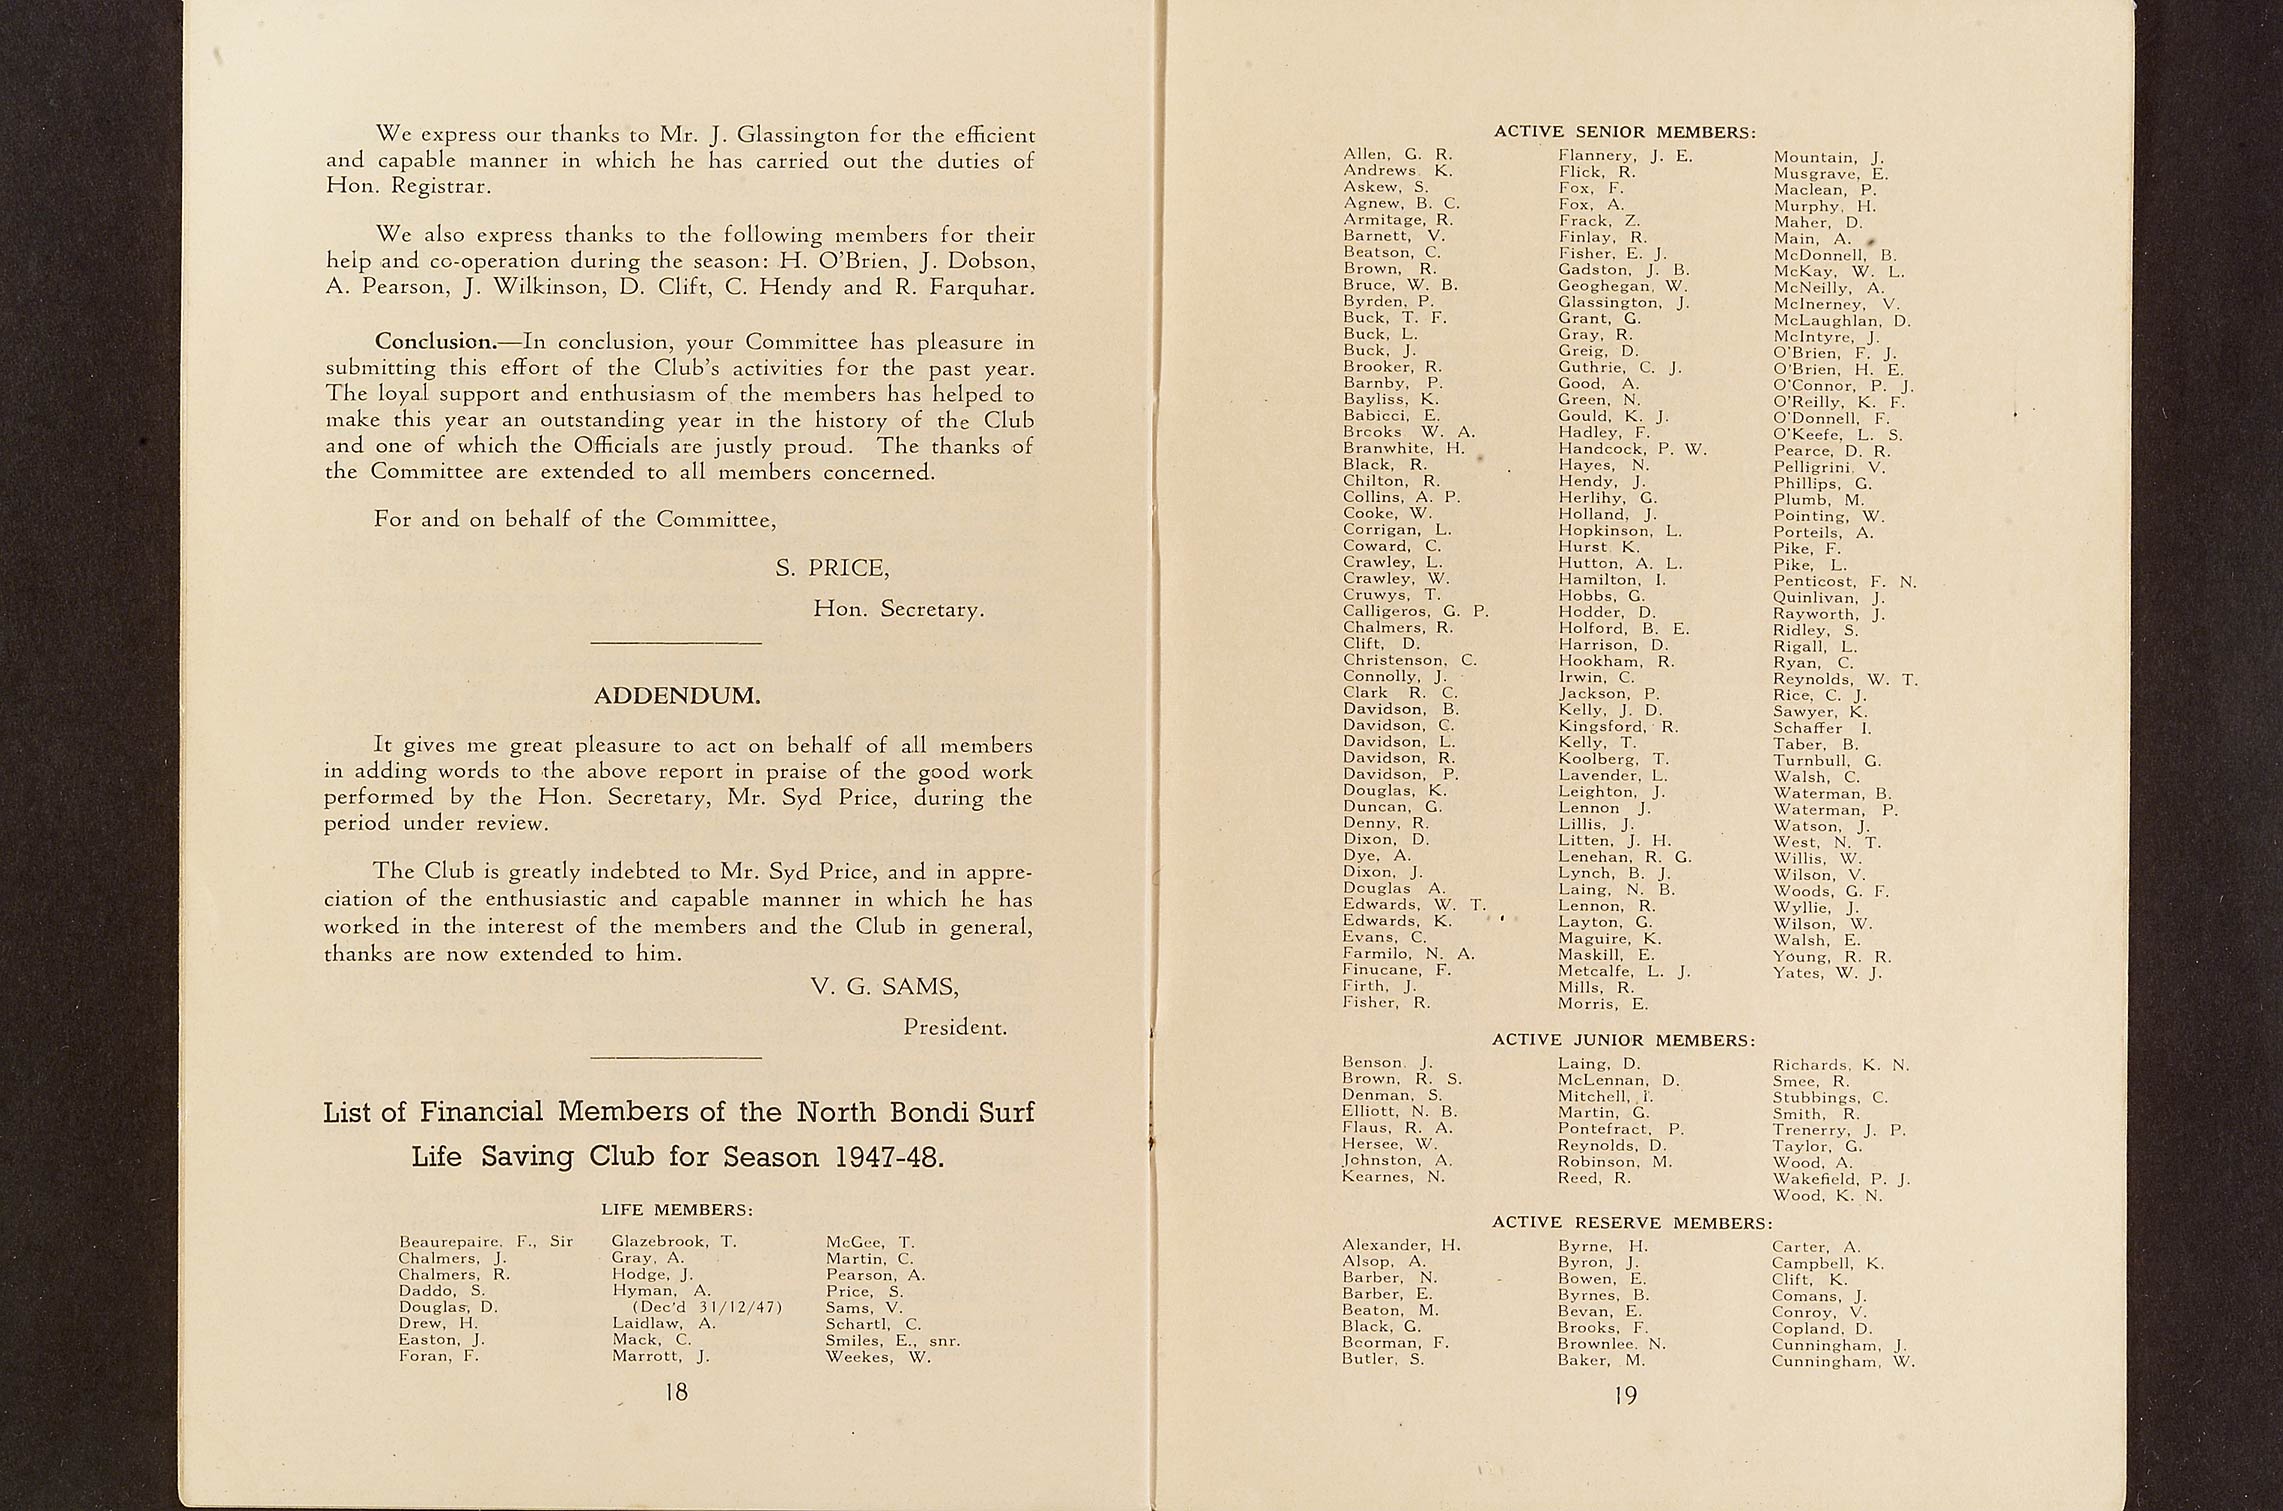 We express our thanks to Mr. J. Glassington for the efficient
and capable manner in which he has carried out the duties of
Hon. Registrar.
We also express thanks to the following members for their
help and co-operation during the season: H. O'Brien, J. Dobson,
A. Pearson, J. Wilkinson, D. Clift, C. Hendy and R. Farquhar.
Conclusion.—In conclusion, your Committee has pleasure in
submitting this effort of the Club's activities for the past year.
The loyal support and enthusiasm of the members has helped to
make this year an outstanding year in the history of the Club
and one of which the Officials are justly proud. The thanks of
the Committee are extended to all members concerned.
For and on behalf of the Committee,
S. PRICE,
Hon. Secretary.
ADDENDUM.
It gives me great pleasure to act on behalf of all members
in adding words to the above report in praise of the good work
performed by the Hon. Secretary, Mr. Syd Price, during the
period under review.
The Club is greatly indebted to Mr. Syd Price, and in appre-
ciation of the enthusiastic and capable manner in which he has
worked in the interest of the members and the Club in general,
thanks are now extended to him.
V. G. SAMS,
President.
List of Financial Members of the North Bondi Surf
Life Saving Club for Season 1947-48.
LIFE MEMBERS:
Beaurepaire, F., Sir
Chalmers, J.
Chalmers, R.
Daddo, S.
Douglas, D.
Drew, H.
Easton, J.
Foran, F.
Glazebrook, T.
Gray, A.
Hodge, J.
Hyman, A.
(Dec'd 31/12/47)
Laidlaw, A.
Mack, C.
Marrott, J.
McGee, T.
Martin, C.
Pearson, A.
Price, S.
Sams, V.
Schartl, C.
Smiles, E., snr.
Weekes, W.
18
ACTIVE SENIOR MEMBERS:
Allen, G. R.
Andrews K.
Askew, S.
Agnew, B. C.
Armitage, R.
Barnett, V.
Beatson, C.
Brown, R.
Bruce, W. B.
Byrden, P.
Buck, T. F.
Buck, L.
Buck, J.
Brooker, R.
Barnby, P.
Bayliss, K.
Babicci, E.
Brooks W. A.
Branwhite, H.
Black, R.
Chilton, R.
Collins, A. P.
Cooke, W.
Corrigan, L.
Coward, C.
Crawley, L.
Crawley, W.
Cruwys, T.
Calligeros, G. P.
Chalmers, R.
Clift, D.
Christenson, C.
Connolly, J.
Clark R. C.
Davidson, B.
Davidson, C.
Davidson, L.
Davidson, R.
Davidson, P.
Douglas, K.
Duncan, G.
Denny, R.
Dixon, D.
Dye, A.
Dixon, J.
Douglas A.
Edwards, W. T.
Edwards, K.
Evans, C.
Farmilo, N. A.
Finucane, F.
Firth, J.
Fisher, R.
Flannery, J. E.
Flick, R.
Fox, F.
Fox, A.
Frack, Z.
Finlay, R.
Fisher, E. J.
Gadston, J. B.
Geoghegan, W.
Glassington, J.
Grant, G.
Gray, R.
Greig, D.
Guthrie, C. J.
Good, A.
Green, N.
Gould, K. J.
Hadley, F.
Handcock, P. W.
Hayes, N.
Hendy, J.
Herlihy, G.
Holland, J.
Hopkinson, L.
Hurst K.
Hutton, A. L.
Hamilton, I.
Hobbs, G.
Hodder, D.
Holford, B. E.
Harrison, D.
Hookham, R.
Irwin, C.
Jackson, P.
Kelly, J. D.
Kingsford, R.
Kelly, T.
Koolberg, T.
Lavender, L.
Leighton, J.
Lennon J.
Lillis, J.
Litten, J. H.
Lenehan, R. G.
Lynch, B. J.
Laing, N. B.
Lennon, R.
Layton, G.
Maguire, K.
Maskill, E.
Metcalfe, L. J.
Mills, R.
Morris, E.
Mountain, J.
Musgrave, E.
Maclean, P.
Murphy, H.
Maher, D.
Main, A.
McDonnell, B.
McKay, W. L.
McNeilly, A.
McInerney, V.
McLaughlan, D.
McIntyre, J.
O'Brien, F. J.
O'Brien, H. E.
O'Connor, P. J.
O'Reilly, K. F.
O'Donnell, F.
O'Keefe, L. S.
Pearce, D. R.
Pelligrini, V.
Phillips, G.
Plumb, M.
Pointing, W.
Porteils, A.
Pike, F.
Pike, L.
Penticost, F. N.
Quinlivan, J.
Rayworth, J.
Ridley, S.
Rigall, L.
Ryan, C.
Reynolds, W. T.
Rice, C. J.
Sawyer, K.
Schaffer I.
Taber, B.
Turnbull, G.
Walsh, C.
Waterman, B.
Waterman, P.
Watson, J.
West, N. T.
Willis, W.
Wilson, V.
Woods, G. F.
Wyllie, J.
Wilson, W.
Walsh, E.
Young, R. R.
Yates, W. J.
ACTIVE JUNIOR MEMBERS:
Benson, J.
Brown, R. S.
Denman, S.
Elliott, N. B.
Flaus, R. A.
Hersee, W.
Johnston, A.
Kearnes, N.
Laing, D.
McLennan, D.
Mitchell, I.
Martin, G.
Pontefract, P.
Reynolds, D.
Robinson, M.
Reed, R.
Richards, K. N.
Smee, R.
Stubbings, C.
Smith, R.
Trenerry, J. P.
Taylor, G.
Wood, A.
Wakefield, P. J.
Wood, K. N.
ACTIVE RESERVE MEMBERS:
Alexander, H.
Alsop, A.
Barber, N.
Barber, E.
Beaton, M.
Black, G.
Boorman, F.
Butler, S.
Byrne, H.
Byron, J.
Bowen, E.
Byrnes, B.
Bevan, E.
Brooks, F.
Brownlee, N.
Baker, M.
Carter, A.
Campbell, K.
Clift, K.
Comans, J.
Conroy, V.
Copland, D.
Cunningham, J.
Cunningham, W.
19